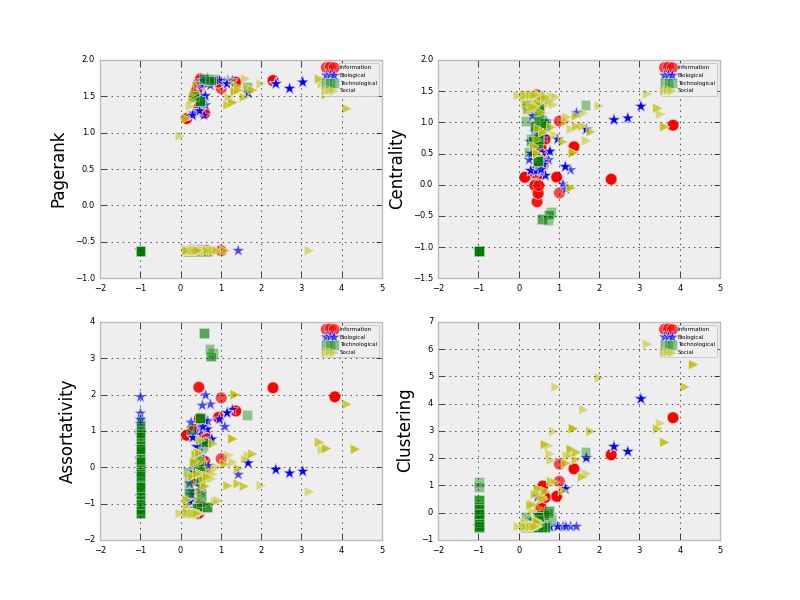 Pagerank
2.0
1.5
1.0
0.5
0.0
−0.5
−1.0
−2 −1 0 1 2 3 4 5
Information
Biological
Technological
Social
Centrality
2.0
1.5
1.0
0.5
0.0
−0.5
−1.0
−1.5
−2 −1 0 1 2 3 4 5
Information
Biological
Technological
Social
Assortativity
4
3
2
1
0
−1
−2
−2 −1 0 1 2 3 4 5
Information
Biological
Technological
Social
Clustering
7
6
5
4
3
2
1
0
−1
−2 −1 0 1 2 3 4 5
Information
Biological
Technological
Social